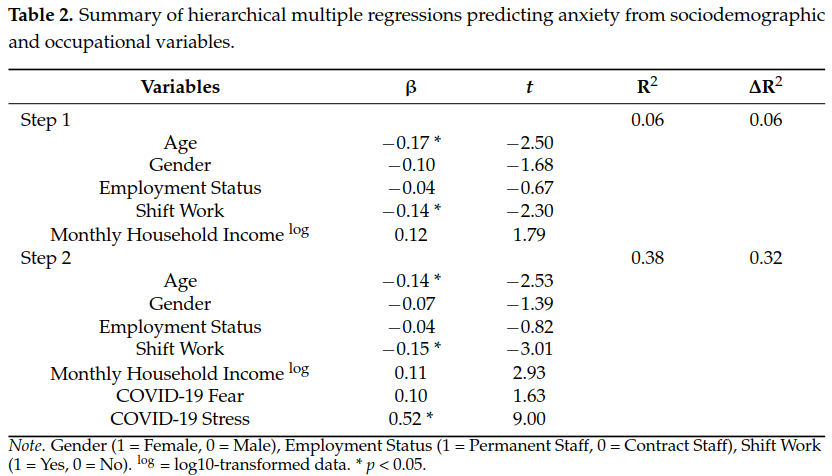 Table 2. Summary of hierarchical multiple regressions predicting anxiety from sociodemographic
and occupational variables.
Variables β t R² ΔR²
Step 1 0.06 0.06
Age −0.17 * −2.50
Gender −0.10 −1.68
Employment Status −0.04 −0.67
Shift Work −0.14 * −2.30
Monthly Household Income log 0.12 1.79
Step 2 0.38 0.32
Age −0.14 * −2.53
Gender −0.07 −1.39
Employment Status −0.04 −0.82
Shift Work −0.15 * −3.01
Monthly Household Income log 0.11 2.93
COVID-19 Fear 0.10 1.63
COVID-19 Stress 0.52 * 9.00
Note. Gender (1 = Female, 0 = Male), Employment Status (1 = Permanent Staff, 0 = Contract Staff), Shift Work
(1 = Yes, 0 = No). log = log10-transformed data. * p < 0.05.